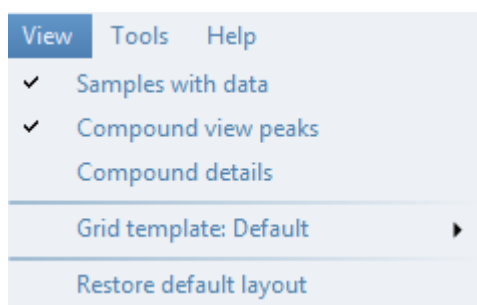 View Tools Help
Samples with data
Compound view peaks
Compound details
Grid template: Default
Restore default layout